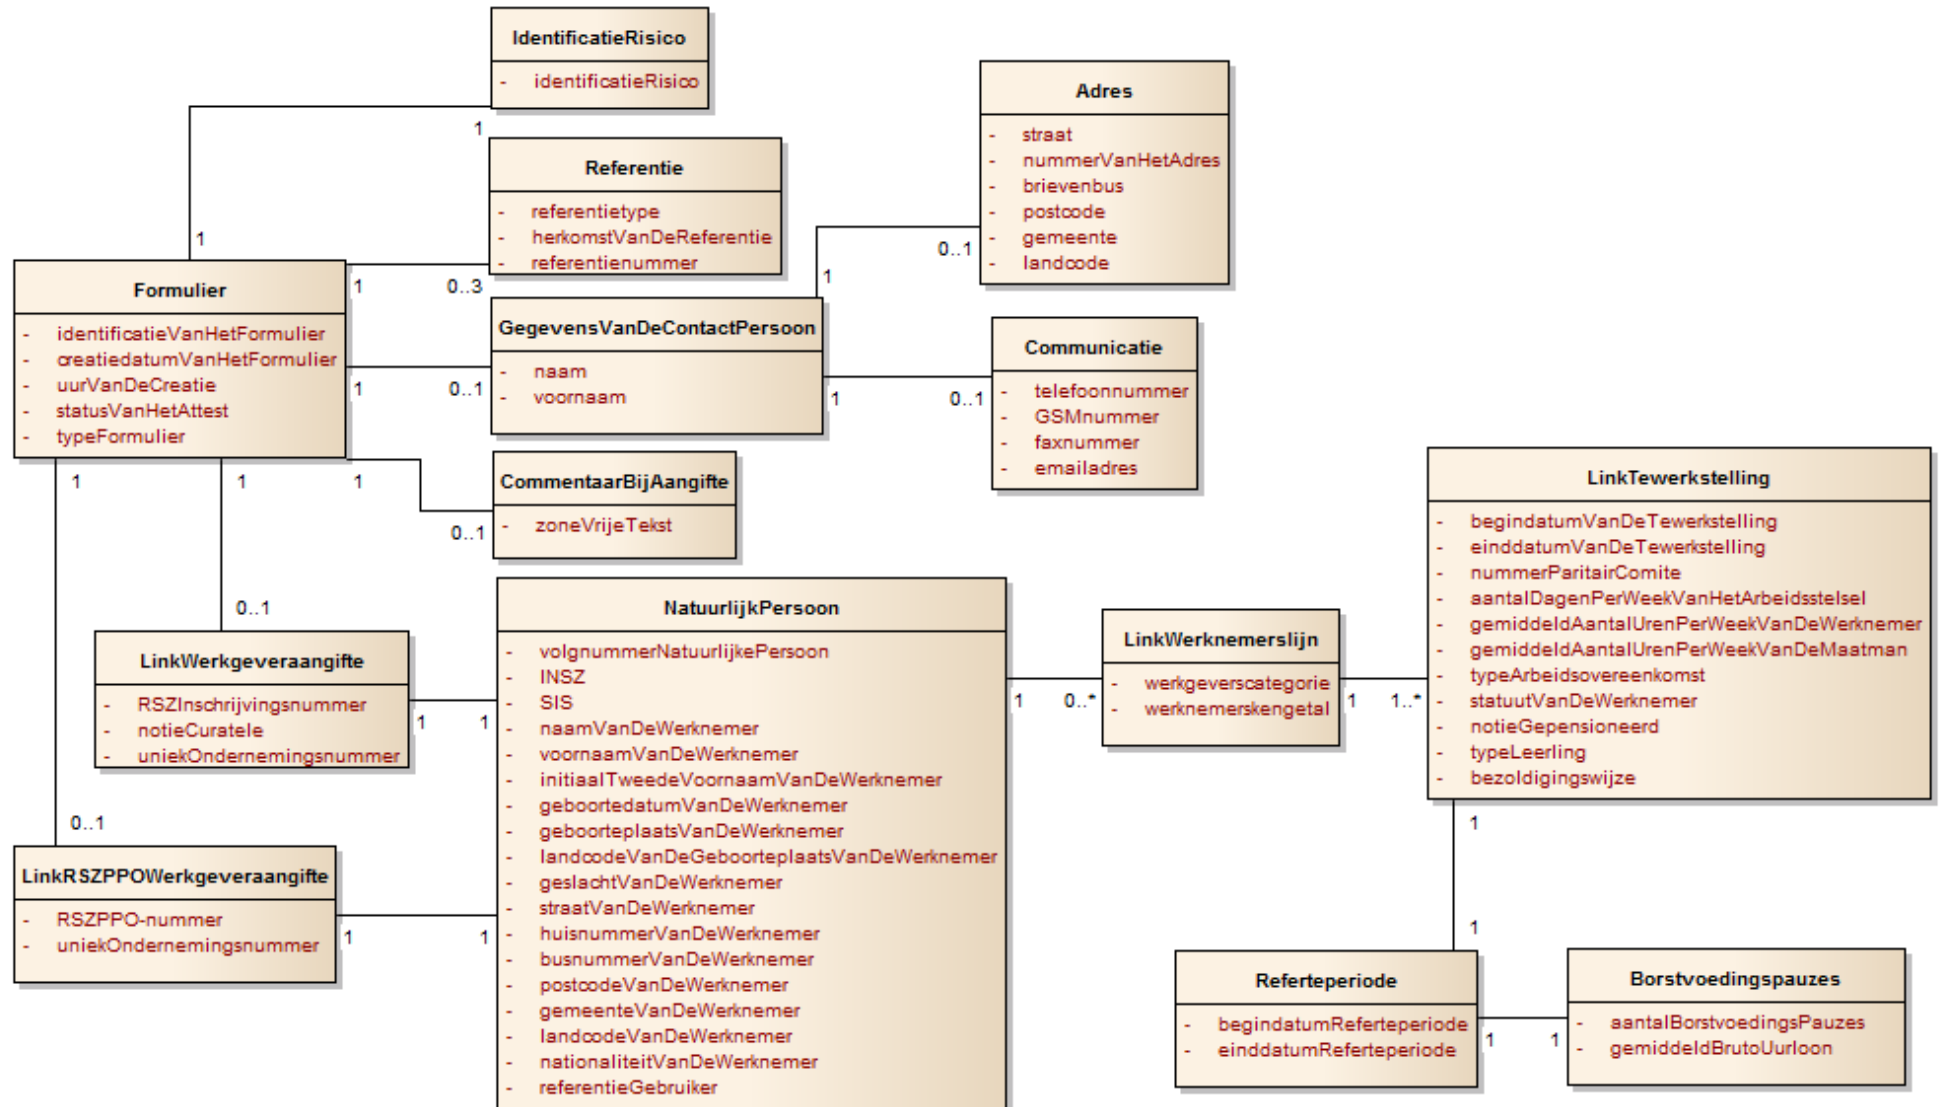 IdentificatieRisico
- identificatieRisico
1
1
Referentie
- referentietype
- herkomstVanDeReferentie
- referentienummer
1
0..3
Formulier
- identificatieVanHetFormulier
- creatiedatumVanHetFormulier
- uurVanDeCreatie
- statusVanHetAttest
- typeFormulier
GegevensVanDeContactPersoon
- naam
- voornaam
1
0..1
Adres
- straat
- nummerVanHetAdres
- brievenbus
- postcode
- gemeente
- landcode
1
0..1
Communicatie
- telefoonnummer
- GSMnummer
- faxnummer
- emailadres
1
0..1
CommentaarBijAangifte
- zoneVrijeTekst
1
1
1
0..1
0..1
LinkWerkgeveraangifte
- RSZInschrijvingsnummer
- notieCuratele
- uniekOndernemingsnummer
1
1
0..1
LinkRSZPPOWerkgeveraangifte
- RSZPPO-nummer
- uniekOndernemingsnummer
1
1
NatuurlijkPersoon
- volgnummerNatuurlijkePersoon
- INSZ
- SIS
- naamVanDeWerknemer
- voornaamVanDeWerknemer
- initiaalTweedeVoornaamVanDeWerknemer
- geboortedatumVanDeWerknemer
- geboorteplaatsVanDeWerknemer
- landcodeVanDeGeboorteplaatsVanDeWerknemer
- geslachtVanDeWerknemer
- straatVanDeWerknemer
- huisnummerVanDeWerknemer
- busnummerVanDeWerknemer
- postcodeVanDeWerknemer
- gemeenteVanDeWerknemer
- landcodeVanDeWerknemer
- nationaliteitVanDeWerknemer
- referentieGebruiker
1
0..*
LinkWerknemerslijn
- werkgeverscategorie
- werknemerskengetal
1
1..*
LinkTewerkstelling
- begindatumVanDeTewerkstelling
- einddatumVanDeTewerkstelling
- nummerParitairComite
- aantalDagenPerWeekVanHetArbeidsstelsel
- gemiddeldAantalUrenPerWeekVanDeWerknemer
- gemiddeldAantalUrenPerWeekVanDeMaatman
- typeArbeidsovereenkomst
- statuutVanDeWerknemer
- notieGepensioneerd
- typeLeerling
- bezoldigingswijze
1
1
Referteperiode
- begindatumReferteperiode
- einddatumReferteperiode
1
1
Borstvoedingspauzes
- aantalBorstvoedingsPauzes
- gemiddeldBrutoUurloon